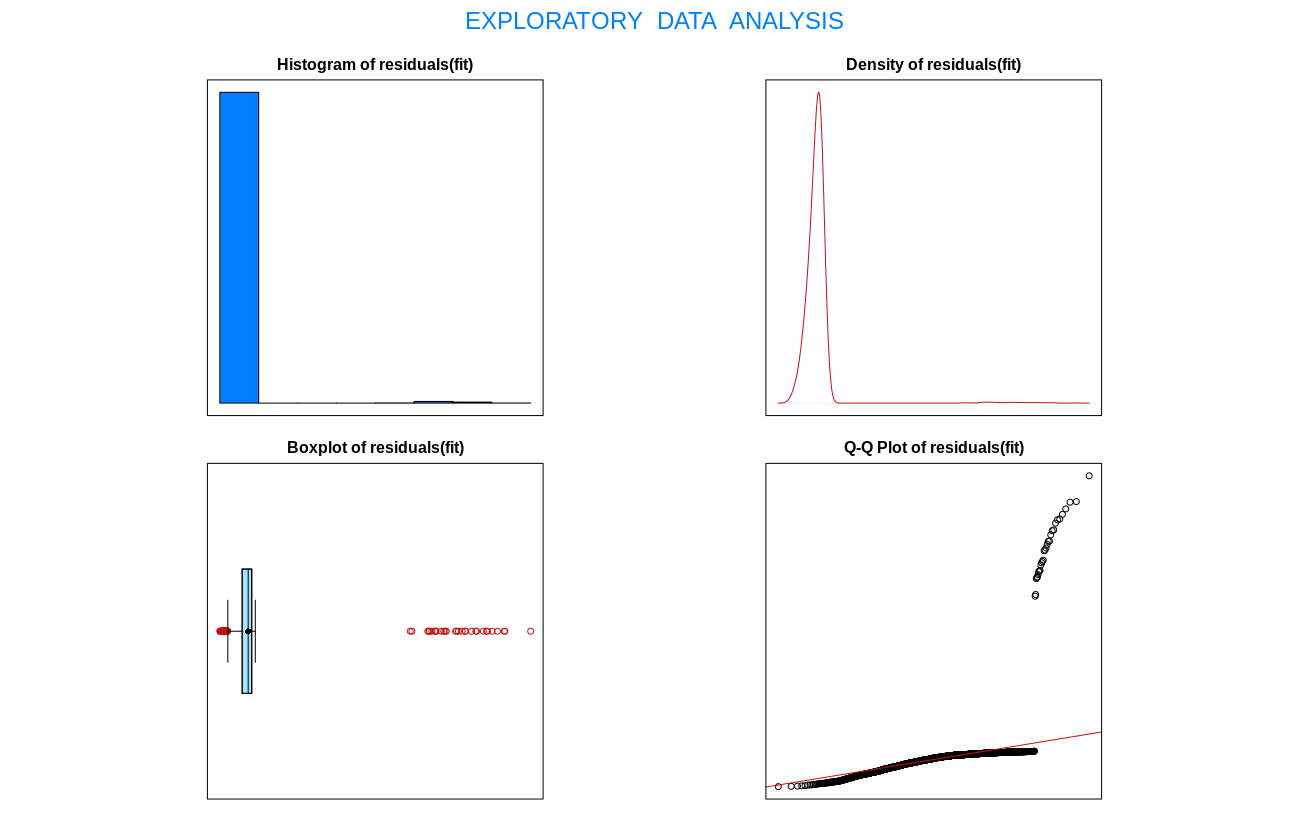 EXPLORATORY DATA ANALYSIS
Histogram of residuals(fit)
Density of residuals(fit)
Boxplot of residuals(fit)
Q-Q Plot of residuals(fit)